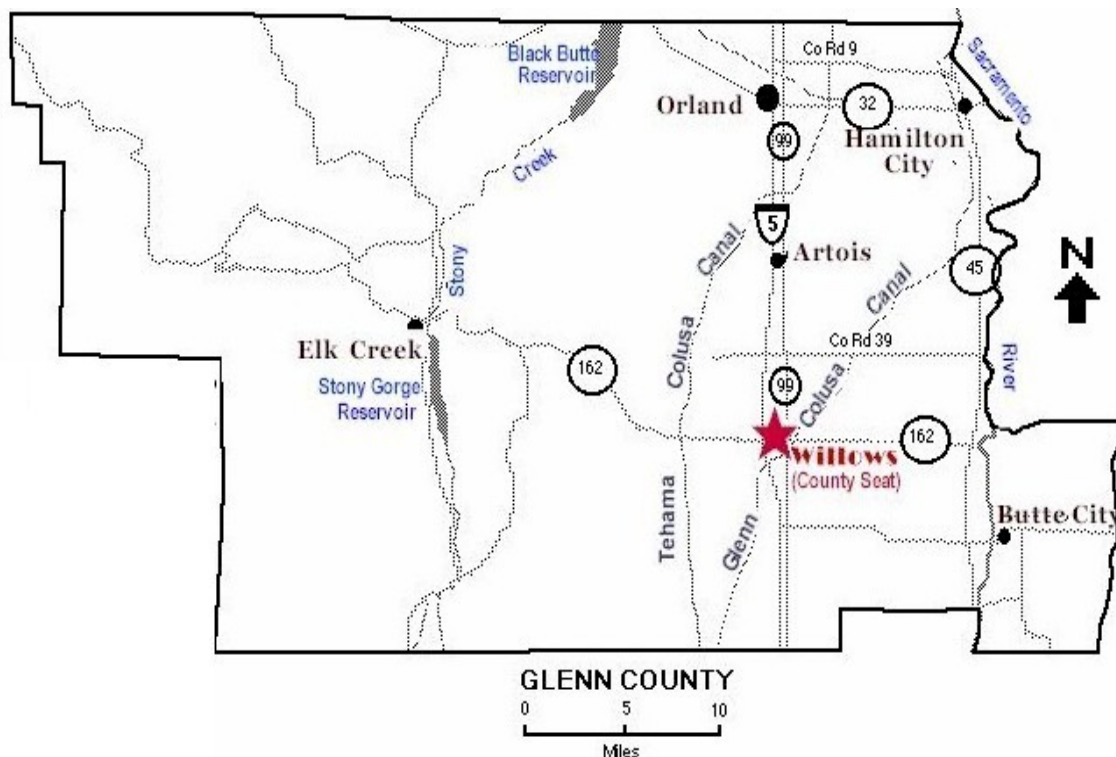 Black Butte
Reservoir
Co Rd 9
Sacramento
Orland
32
99
Hamilton
City
Creek
5
Canal
Artois
Canal
45
N
Stony
Elk Creek
Stony Gorge
Reservoir
162
Colusa
Co Rd 39
River
99
Colusa
162
Willows
(County Seat)
Tehama
Glenn
Butte City
GLENN COUNTY
0 5 10
Miles